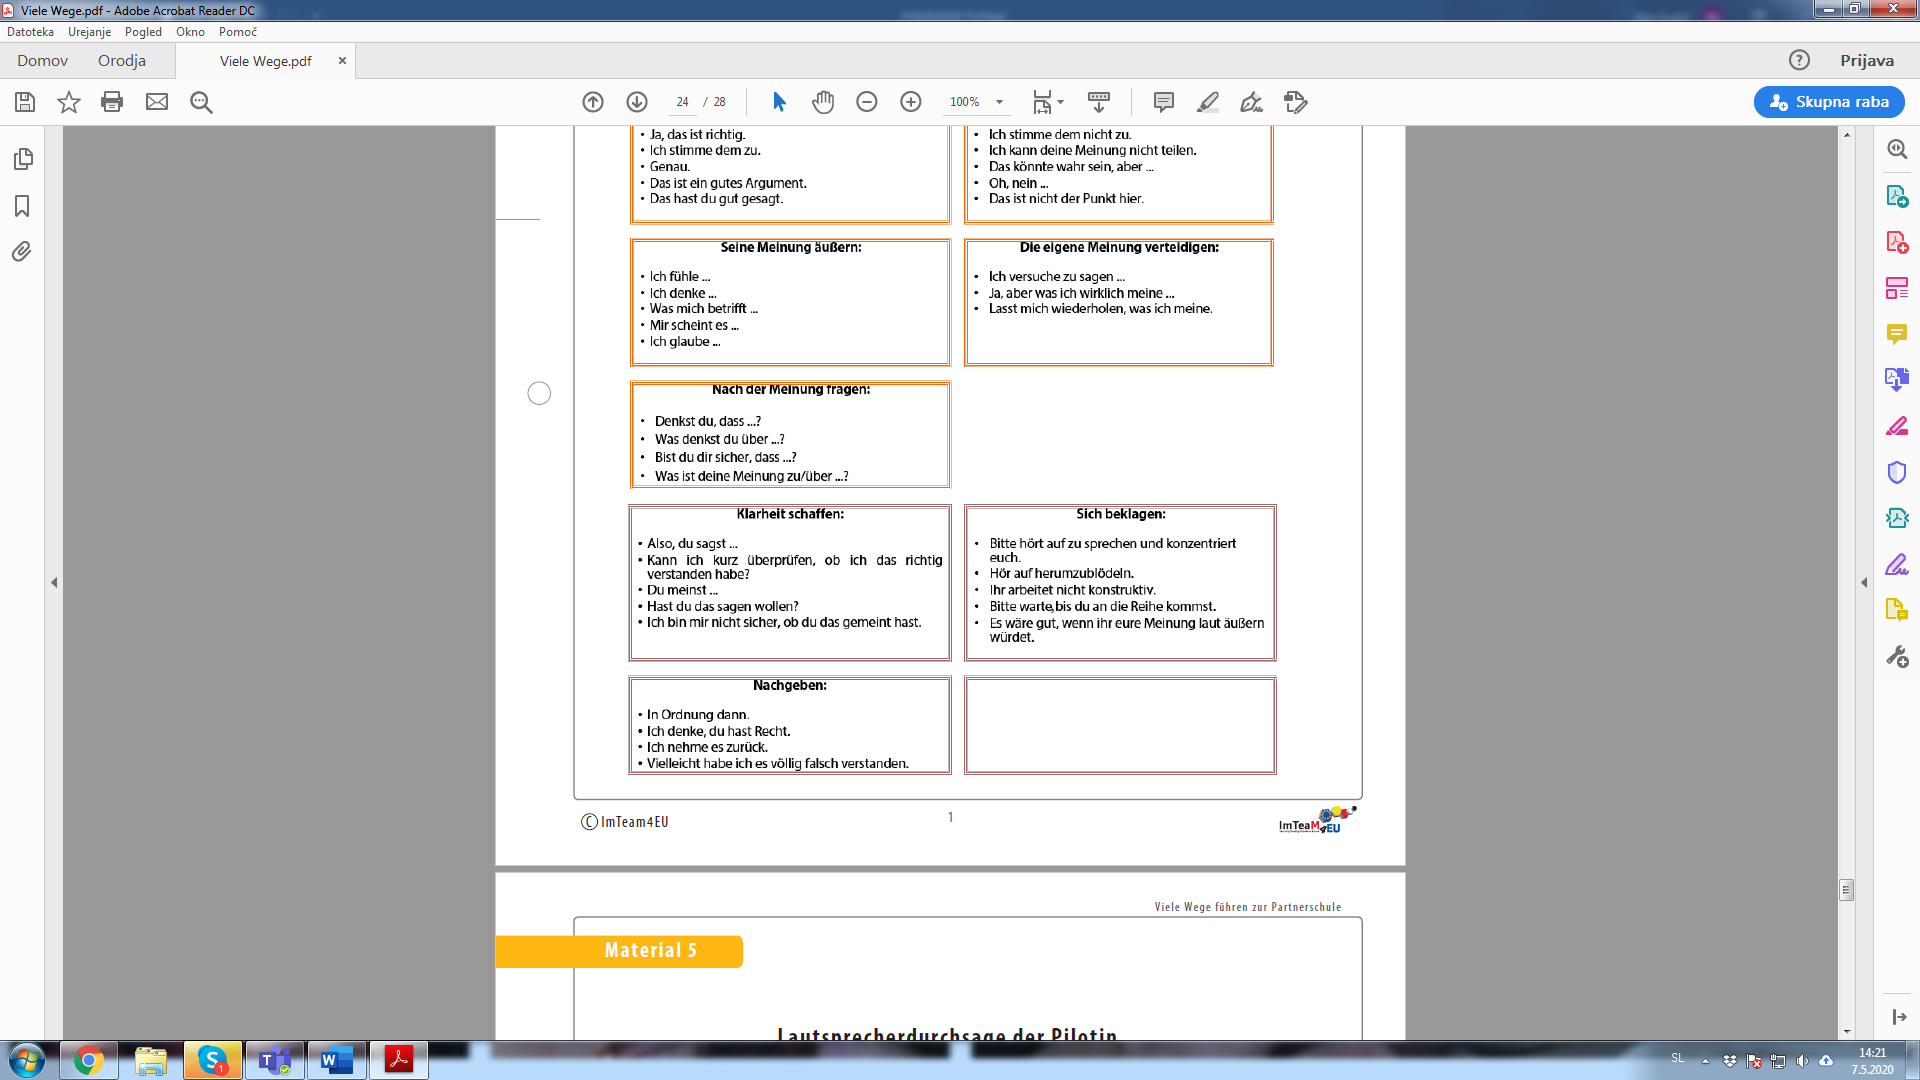 Viele Wege.pdf - Adobe Acrobat Reader DC
Datoteka Urejanje Pogled Okno Pomoč
Domov Orodja Viele Wege.pdf × Prijava
24 / 28 100% Skupna raba
• Ja, das ist richtig.
• Ich stimme dem zu.
• Genau.
• Das ist ein gutes Argument.
• Das hast du gut gesagt.
• Ich stimme dem nicht zu.
• Ich kann deine Meinung nicht teilen.
• Das könnte wahr sein, aber ...
• Oh, nein ...
• Das ist nicht der Punkt hier.
Seine Meinung äußern:
• Ich fühle ...
• Ich denke ...
• Was mich betrifft ...
• Mir scheint es ...
• Ich glaube ...
Die eigene Meinung verteidigen:
• Ich versuche zu sagen ...
• Ja, aber was ich wirklich meine ...
• Lasst mich wiederholen, was ich meine.
Nach der Meinung fragen:
• Denkst du, dass ...?
• Was denkst du über ...?
• Bist du dir sicher, dass ...?
• Was ist deine Meinung zu/über ...?
Klarheit schaffen:
• Also, du sagst ...
• Kann ich kurz überprüfen, ob ich das richtig
verstanden habe?
• Du meinst ...
• Hast du das sagen wollen?
• Ich bin mir nicht sicher, ob du das gemeint hast.
Sich beklagen:
• Bitte hört auf zu sprechen und konzentriert
euch.
• Hör auf herumzublödeln.
• Ihr arbeitet nicht konstruktiv.
• Bitte warte, bis du an die Reihe kommst.
• Es wäre gut, wenn ihr eure Meinung laut äußern
würdet.
Nachgeben:
• In Ordnung dann.
• Ich denke, du hast Recht.
• Ich nehme es zurück.
• Vielleicht habe ich es völlig falsch verstanden.
© ImTeam4EU
1
ImTeaM4EU
Viele Wege führen zur Partnerschule
Material 5
Lautsprecherdurchsage der Pilotin
SL
14:21
7.5.2020